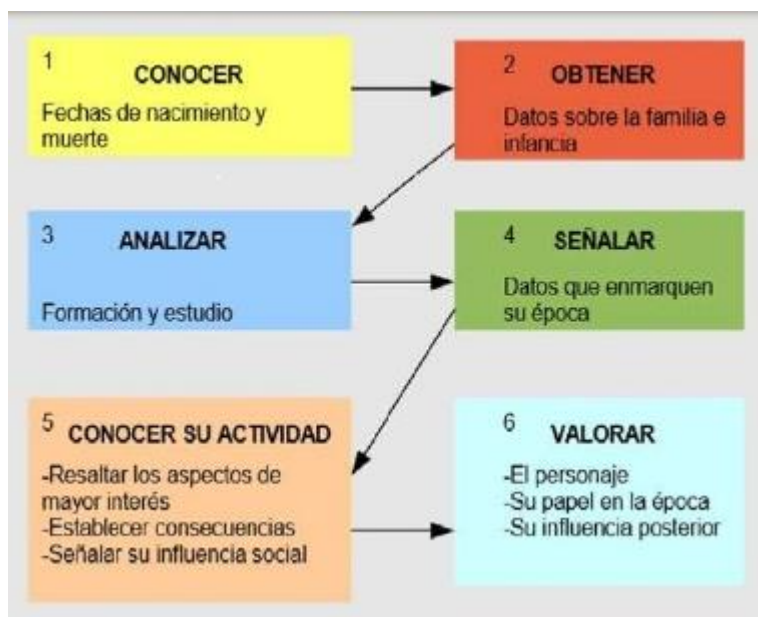 1
CONOCER
Fechas de nacimiento y
muerte
2
OBTENER
Datos sobre la familia e
infancia
3
ANALIZAR
Formación y estudio
4
SEÑALAR
Datos que enmarquen
su época
5
CONOCER SU ACTIVIDAD
-Resaltar los aspectos de
mayor interés
-Establecer consecuencias
-Señalar su influencia social
6
VALORAR
-El personaje
-Su papel en la época
-Su influencia posterior